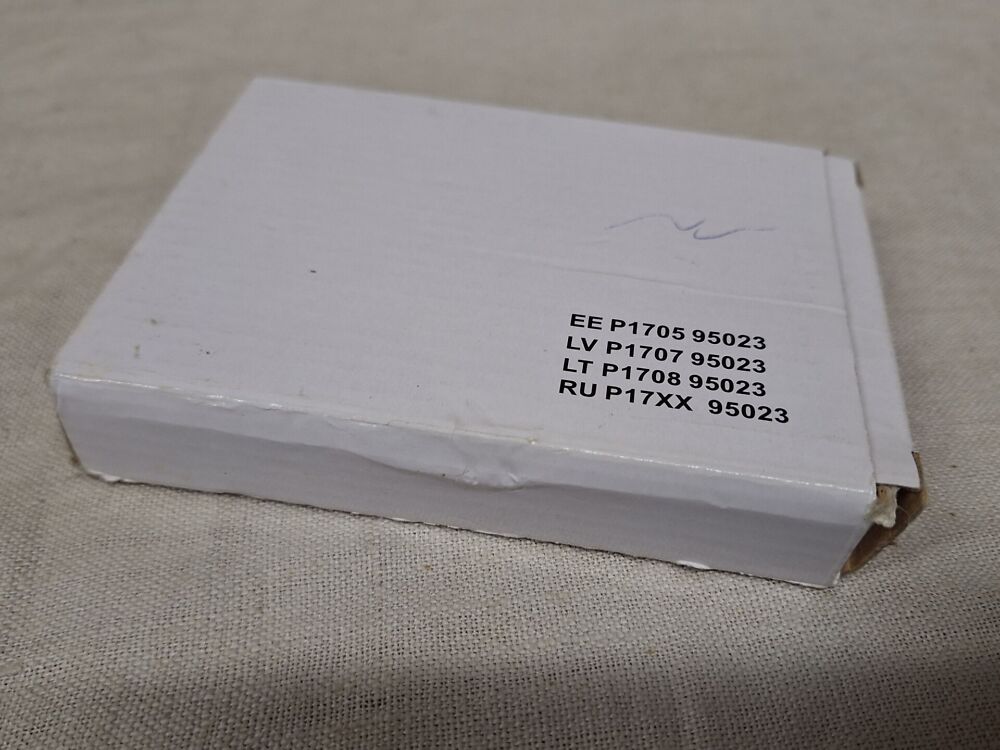 EE P1705 95023
LV P1707 95023
LT P1708 95023
RU P17XX 95023